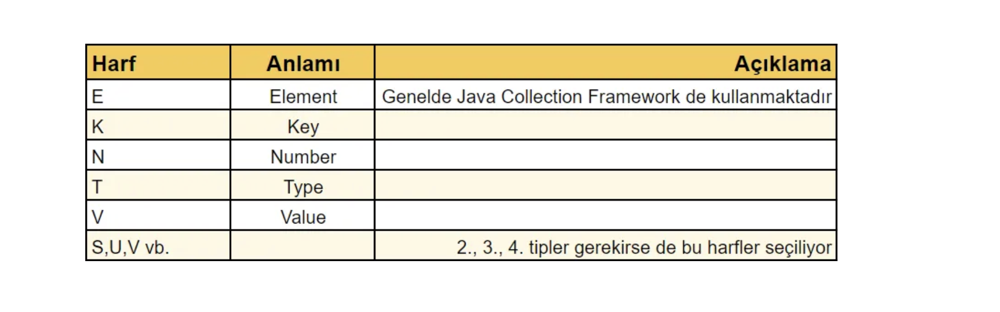 Harf Anlamı Açıklama
E Element Genelde Java Collection Framework de kullanmaktadır
K Key
N Number
T Type
V Value
S,U,V vb. 2., 3., 4. tipler gerekirse de bu harfler seçiliyor